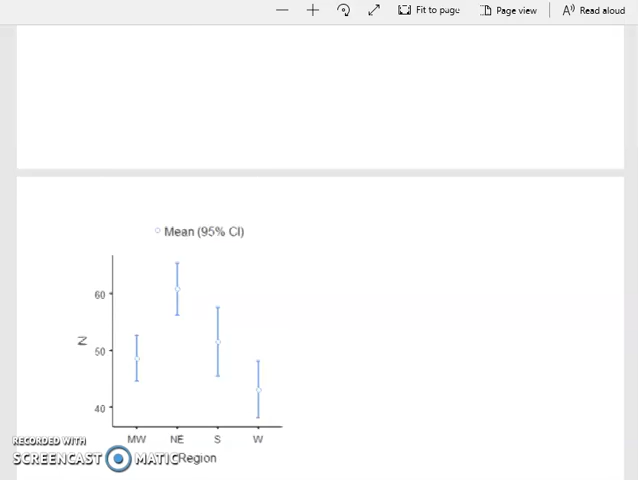 Fit to page
Page view
Read aloud
Mean (95% CI)
60
N
50
40
MW NE S W
Region
RECORDED WITH
SCREENCAST MATIC